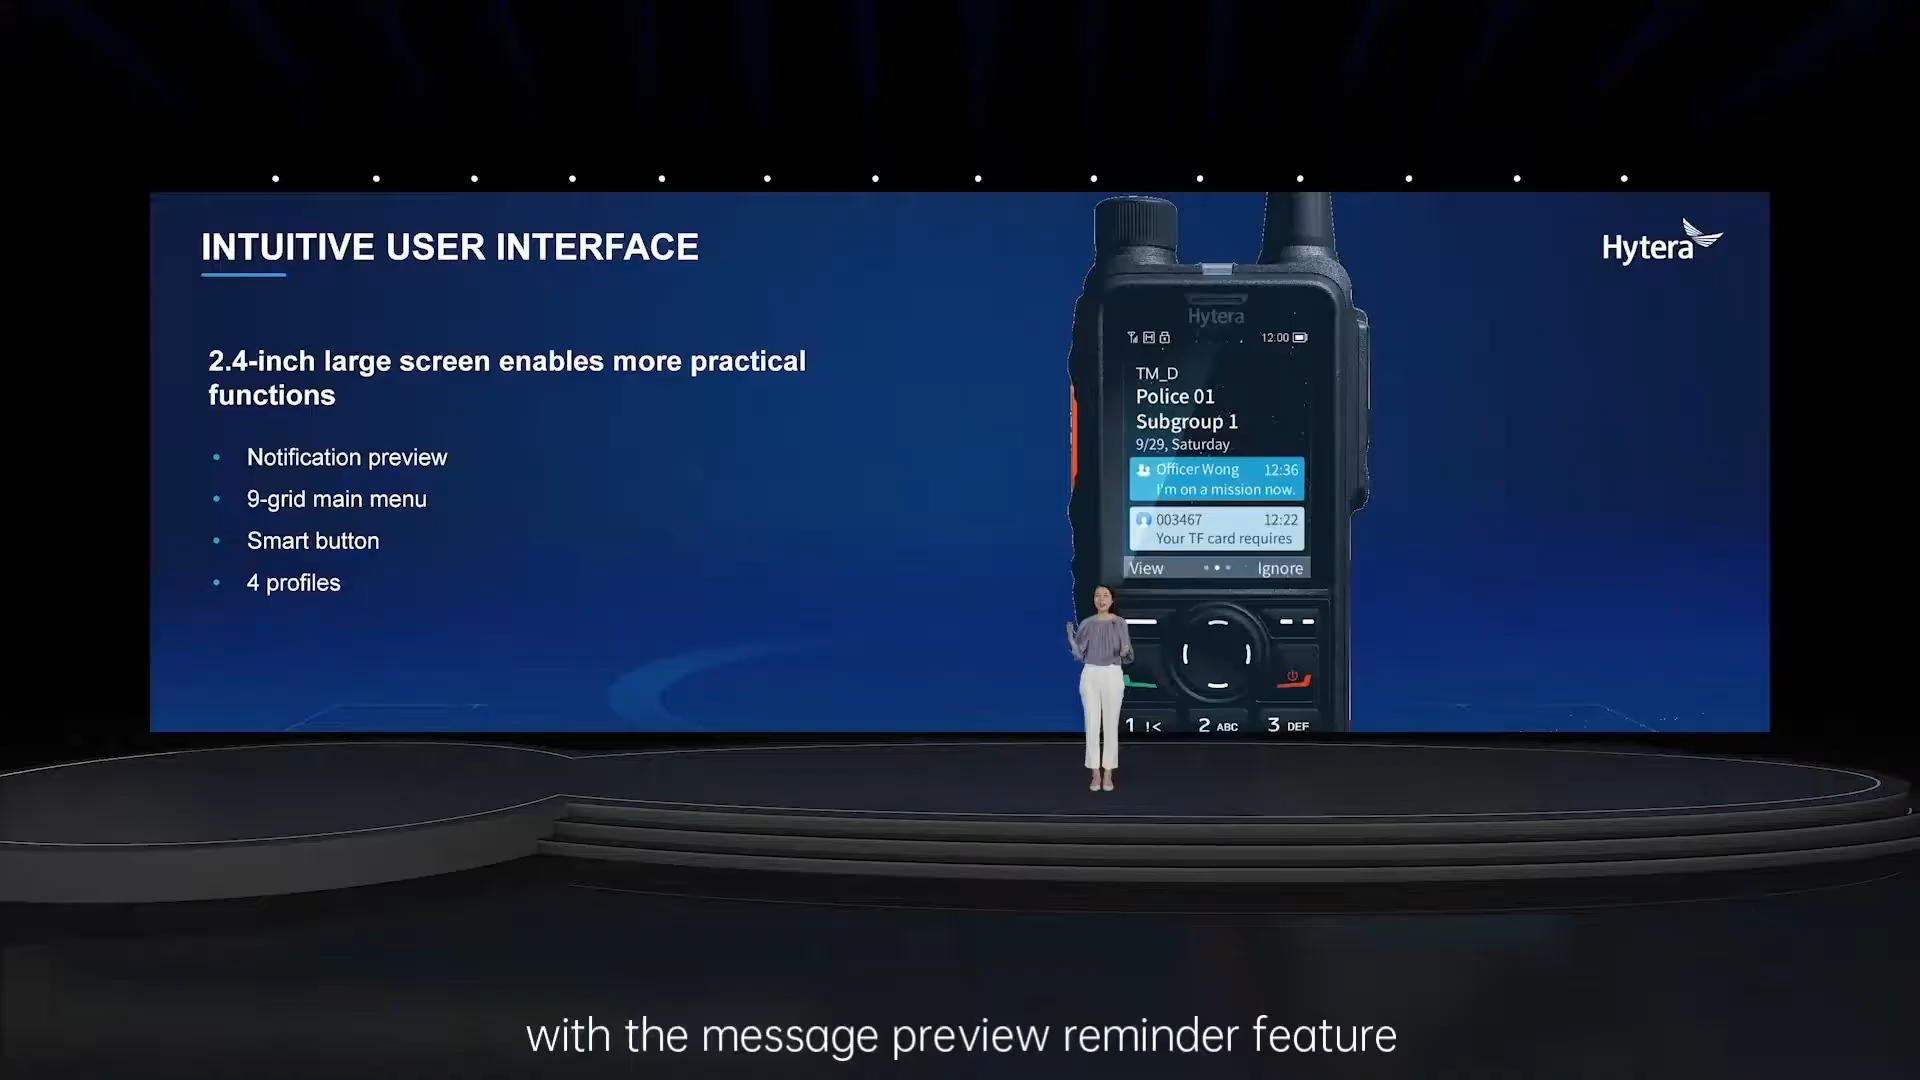 INTUITIVE USER INTERFACE
Hytera
2.4-inch large screen enables more practical
functions
• Notification preview
• 9-grid main menu
• Smart button
• 4 profiles
Hytera
12:00
TM_D
Police 01
Subgroup 1
9/29, Saturday
Officer Wong 12:36
I'm on a mission now.
003467 12:22
Your TF card requires
View Ignore
1 !< 2 ABC 3 DEF
with the message preview reminder feature